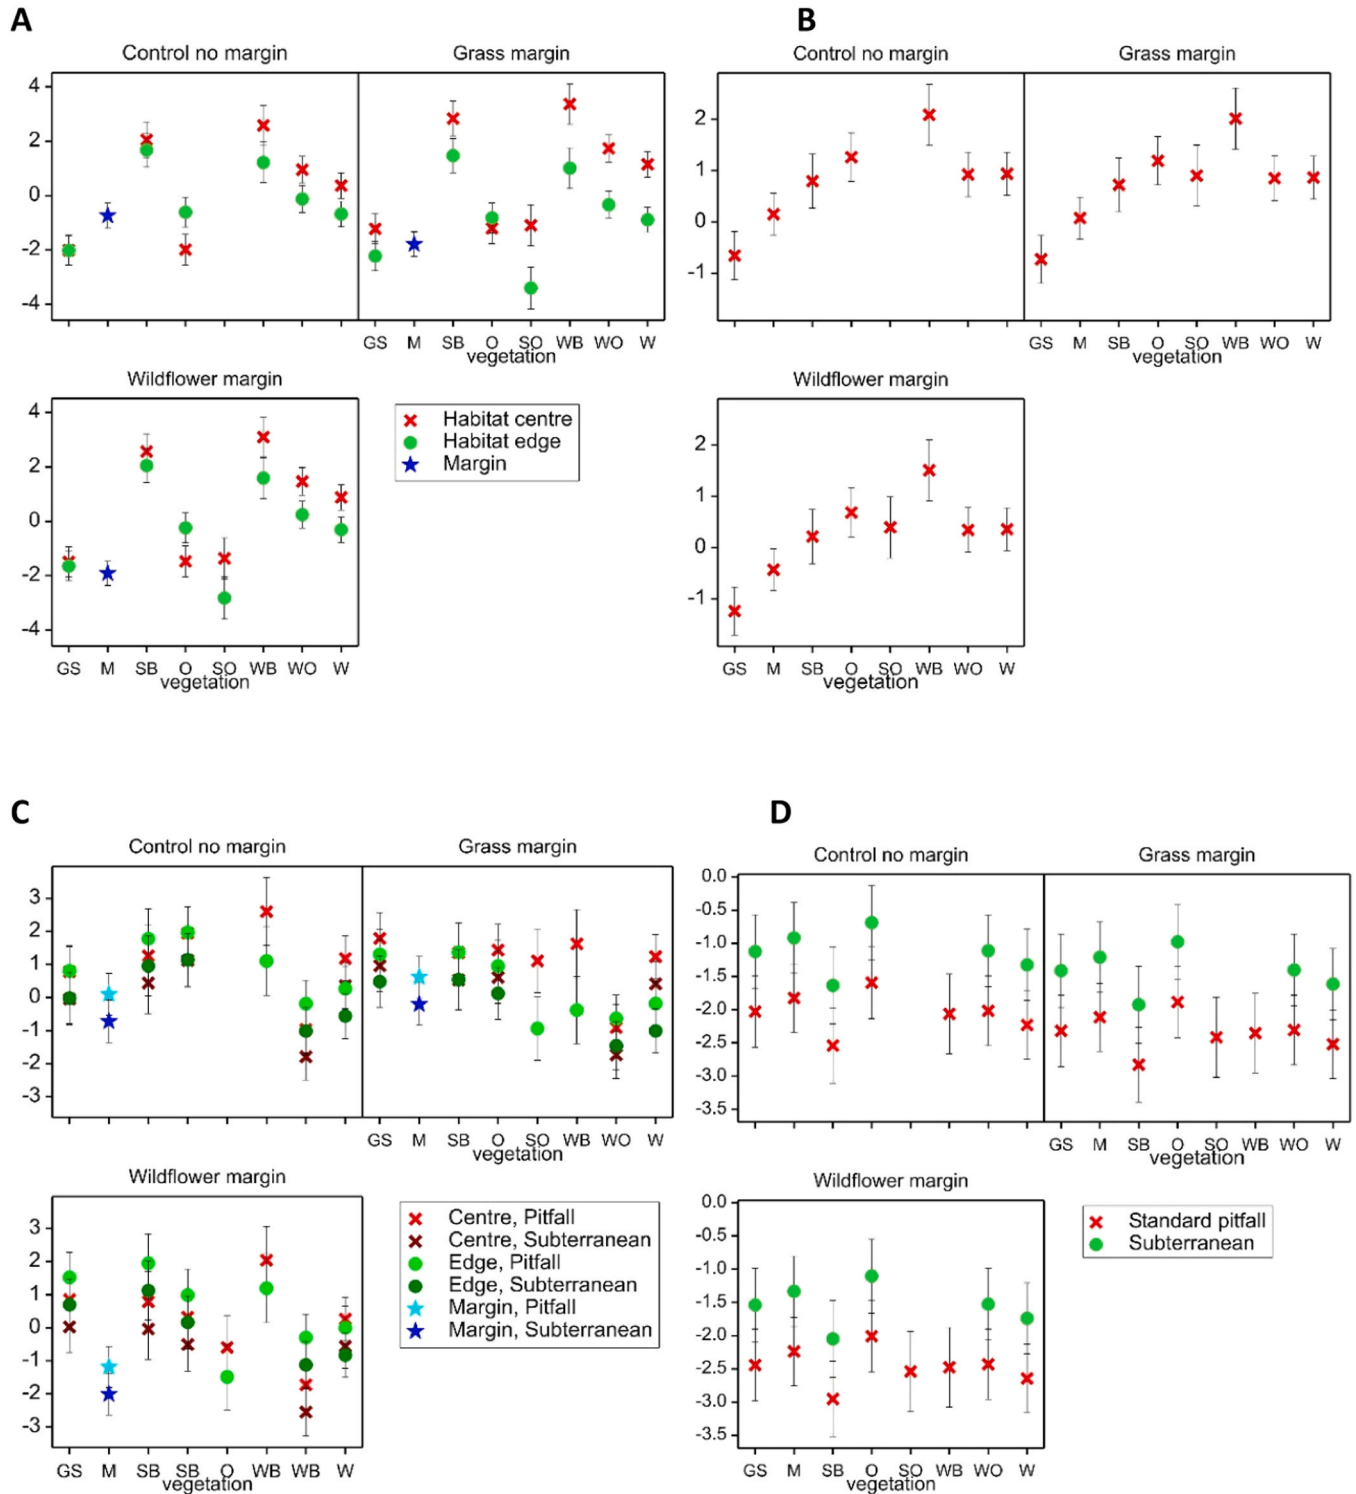 A
Control no margin Grass margin
4
2
0
-2
-4
GS M SB O SO WB WO W
vegetation
Wildflower margin
4
2
0
-2
-4
GS M SB O SO WB WO W
vegetation
Habitat centre
Habitat edge
Margin
B
Control no margin Grass margin
2
1
0
-1
GS M SB O SO WB WO W
vegetation
Wildflower margin
2
1
0
-1
GS M SB O SO WB WO W
vegetation
C
Control no margin Grass margin
3
2
1
0
-1
-2
-3
GS M SB O SO WB WO W
vegetation
Wildflower margin
3
2
1
0
-1
-2
-3
GS M SB SB O WB WB W
vegetation
Centre, Pitfall
Centre, Subterranean
Edge, Pitfall
Edge, Subterranean
Margin, Pitfall
Margin, Subterranean
D
Control no margin Grass margin
0.0
-0.5
-1.0
-1.5
-2.0
-2.5
-3.0
-3.5
GS M SB O SO WB WO W
vegetation
Wildflower margin
0.0
-0.5
-1.0
-1.5
-2.0
-2.5
-3.0
-3.5
GS M SB O SO WB WO W
vegetation
Standard pitfall
Subterranean